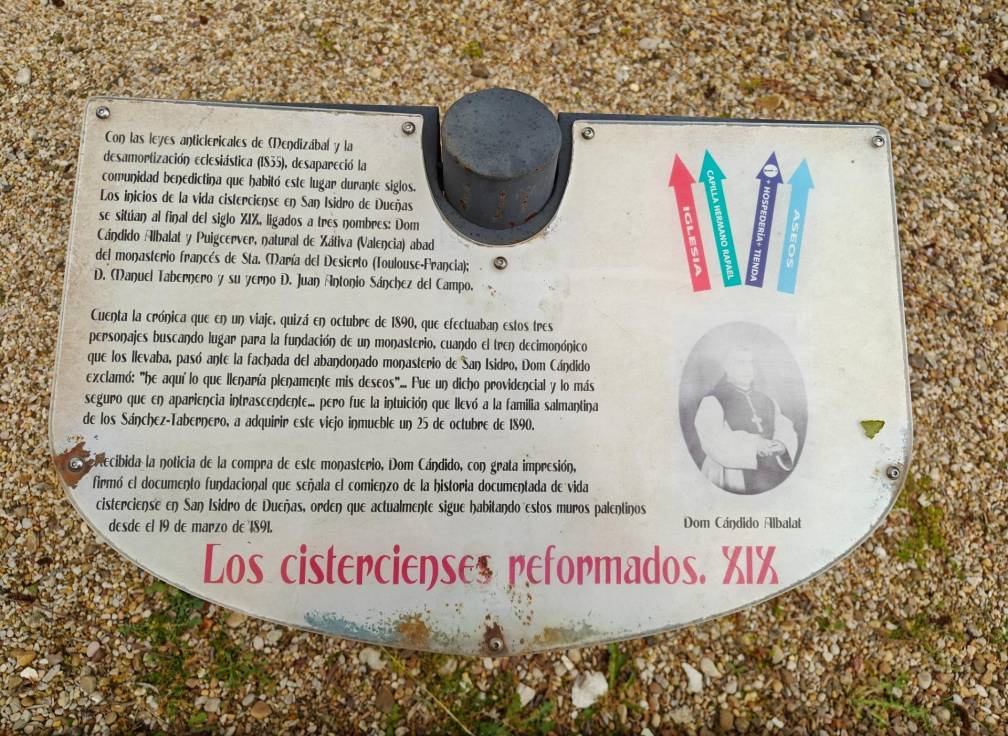 Con las leyes anticlericales de Mendizábal y la
desamortización eclesiástica (1835), desapareció la
comunidad benedictina que habitó este lugar durante siglos.
Los inicios de la vida cisterciense en San Isidro de Dueñas
se sitúan al final del siglo XIX, ligados a tres nombres: Dom
Cándido Albalat y Puigcerver, natural de Xátiva (Valencia) abad
del monasterio francés de Sta. María del Desierto (Toulouse-Francia);
D. Manuel Tabernero y su yerno D. Juan Antonio Sánchez del Campo.
Cuenta la crónica que en un viaje, quizá en octubre de 1890, que efectuaban estos tres
personajes buscando lugar para la fundación de un monasterio, cuando el tren decimonónico
que los llevaba, pasó ante la fachada del abandonado monasterio de San Isidro, Dom Cándido
exclamó: "he aquí lo que llenaría plenamente mis deseos"... Fue un dicho providencial y lo más
seguro que en apariencia intrascendente... pero fue la intuición que llevó a la familia salmantina
de los Sánchez-Tabernero, a adquirir este viejo inmueble un 25 de octubre de 1890.
Recibida la noticia de la compra de este monasterio, Dom Cándido, con grata impresión,
firmó el documento fundacional que señala el comienzo de la historia documentada de vida
cisterciense en San Isidro de Dueñas, orden que actualmente sigue habitando estos muros palentinos
desde el 19 de marzo de 1891.
IGLESIA
CAPILLA HERMANO RAFAEL
i + HOSPEDERÍA+ TIENDA
ASEOS
Dom Cándido Albalat
Los cistercienses reformados. XIX